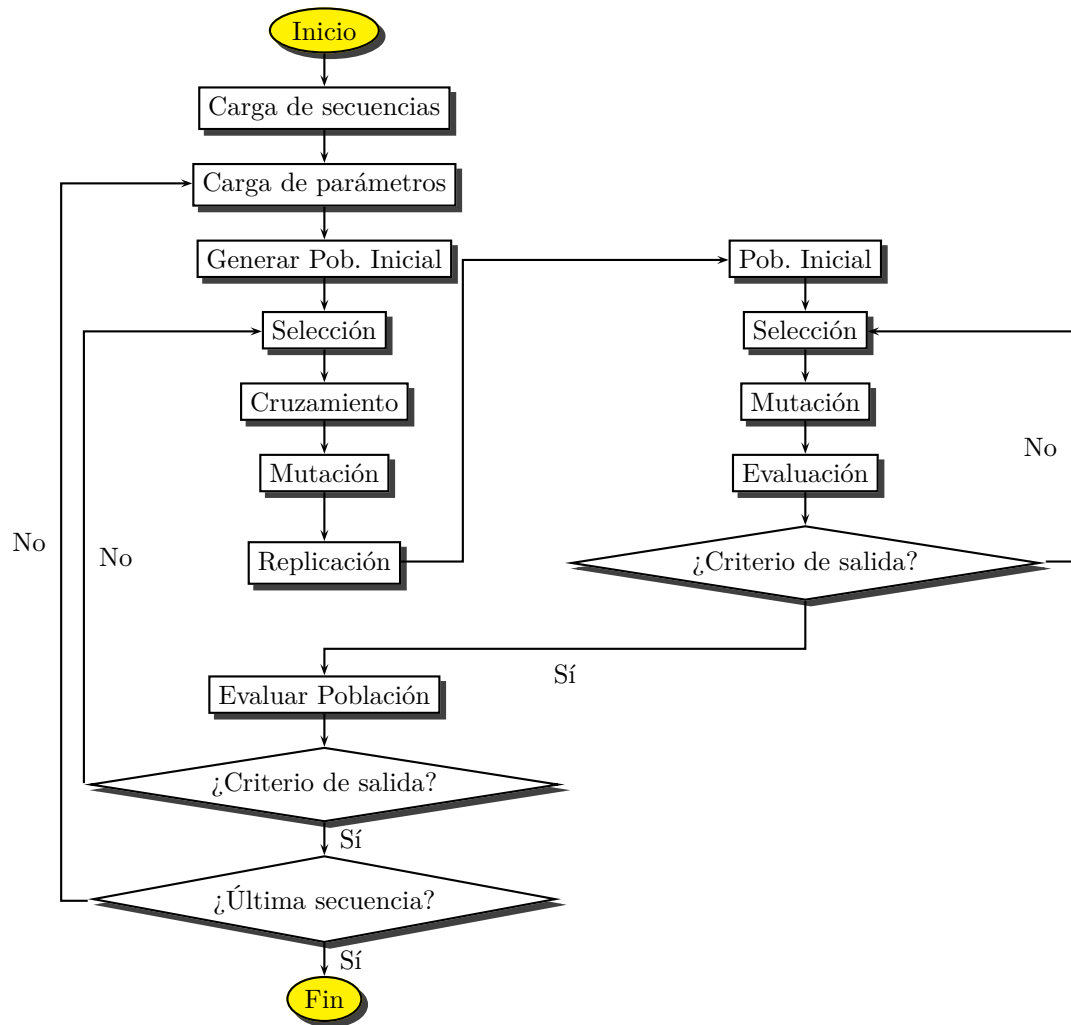 Inicio
Carga de secuencias
Carga de parámetros
Generar Pob. Inicial
Selección
Cruzamiento
Mutación
Replicación
Pob. Inicial
Selección
Mutación
Evaluación
¿Criterio de salida?
No
Sí
Evaluar Población
¿Criterio de salida?
No
Sí
¿Última secuencia?
No
Sí
Fin